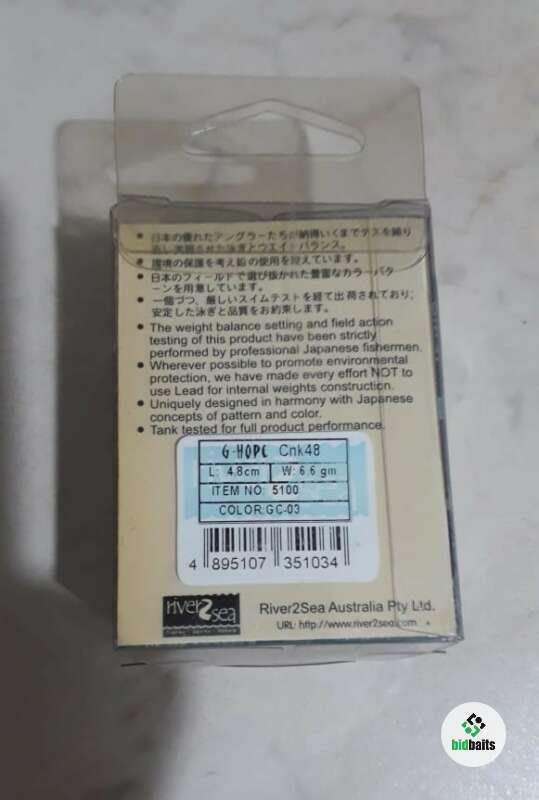 日本の優れたアングラーたちが納得いくまでテスを繰り
された泳ぎとウエイトバランス。
環境の保護を考え鉛の使用を控えています。
日本のフィールドで選び抜かれた豊富なカラーパタ
ーンを用意しています。
一個づつ、厳しいスイムテストを経て出荷されており,
安定した泳ぎと品質をお約束します。
The weight balance setting and field action
testing of this product have been strictly
performed by professional Japanese fishermen.
Wherever possible to promote environmental
protection, we have made every effort NOT to
use Lead for internal weights construction.
Uniquely designed in harmony with Japanese
concepts of pattern and color.
Tank tested for full product performance.
G-HOPC Cnk48
L: 4.8cm W: 6.6 gm
ITEM NO: 5100
COLOR:GC-03
4 895107 351034
river2sea
River2Sea Australia Pty Ltd.
URL: http://www.river2sea.com
bidbaits